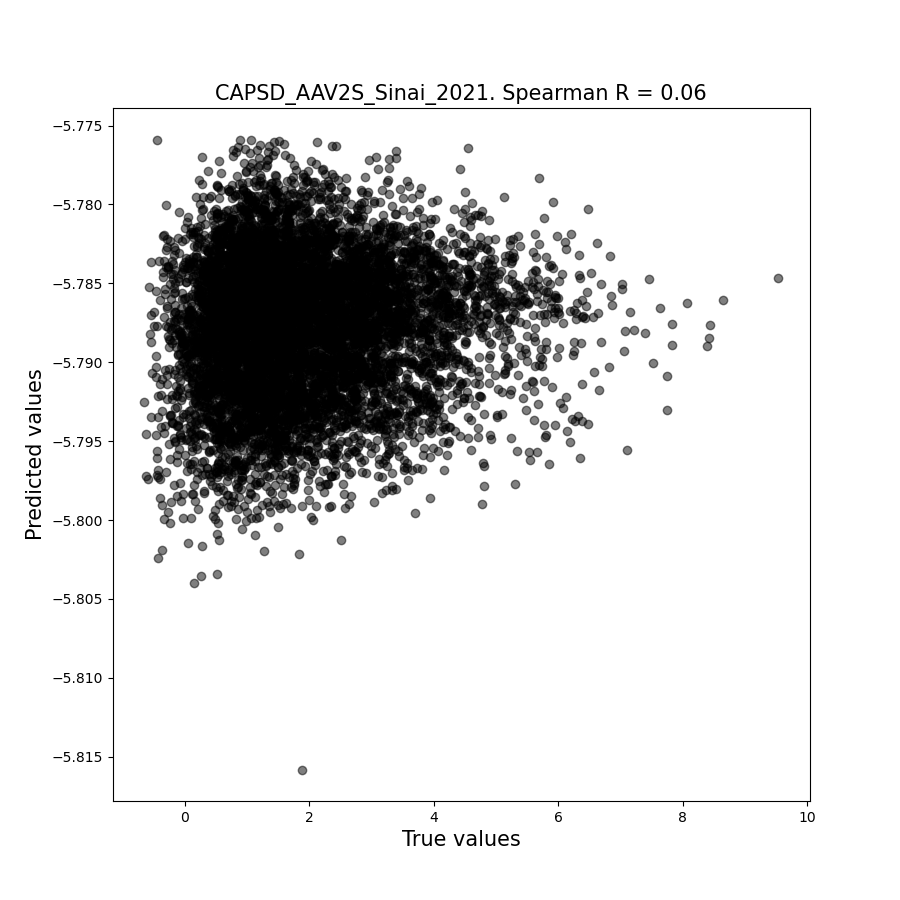 CAPSD_AAV2S_Sinai_2021. Spearman R = 0.06
−5.775
−5.780
−5.785
−5.790
−5.795
−5.800
−5.805
−5.810
−5.815
Predicted values
0 2 4 6 8 10
True values